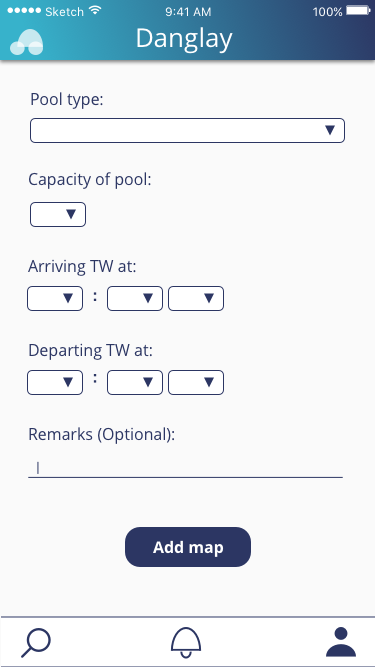 Sketch 9:41 AM 100%
Danglay
Pool type:
Capacity of pool:
Arriving TW at:
:
Departing TW at:
:
Remarks (Optional):
Add map